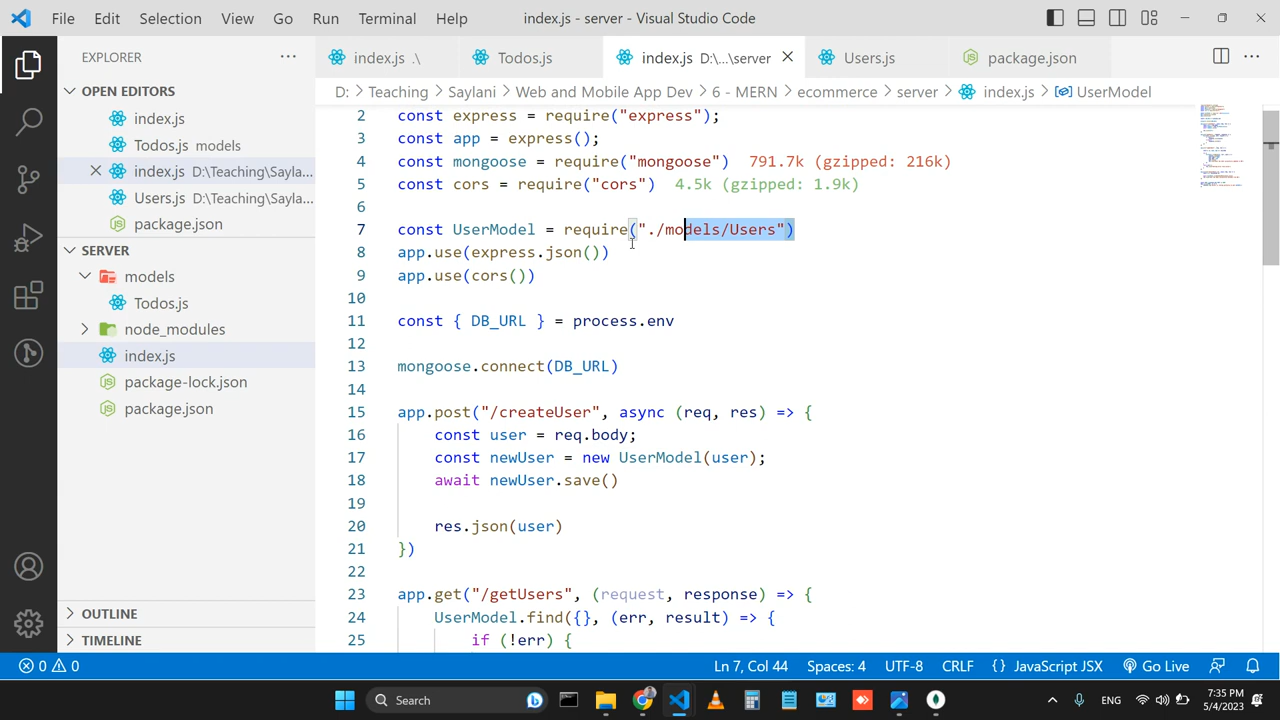 File Edit Selection View Go Run Terminal Help index.js - server - Visual Studio Code
EXPLORER
OPEN EDITORS
index.js
Todos.js models
index.js D:\Teaching\Sayla...
Users.js D:\Teaching\Sayla...
package.json
SERVER
models
Todos.js
node_modules
index.js
package-lock.json
package.json
OUTLINE
TIMELINE
index.js .\ Todos.js index.js D:\...\server Users.js package.json
D: > Teaching > Saylani > Web and Mobile App Dev > 6 - MERN > ecommerce > server > index.js > UserModel
2 const express = require("express");
3 const app = express();
4 const mongoose = require("mongoose") 791.7k (gzipped: 216k)
5 const cors = require("cors") 4.5k (gzipped: 1.9k)
6
7 const UserModel = require("./models/Users")
8 app.use(express.json())
9 app.use(cors())
10
11 const { DB_URL } = process.env
12
13 mongoose.connect(DB_URL)
14
15 app.post("/createUser", async (req, res) => {
16 const user = req.body;
17 const newUser = new UserModel(user);
18 await newUser.save()
19
20 res.json(user)
21 })
22
23 app.get("/getUsers", (request, response) => {
24 UserModel.find({}, (err, result) => {
25 if (!err) {
0 0 Ln 7, Col 44 Spaces: 4 UTF-8 CRLF {} JavaScript JSX Go Live
Search ENG 7:35 PM
5/4/2023